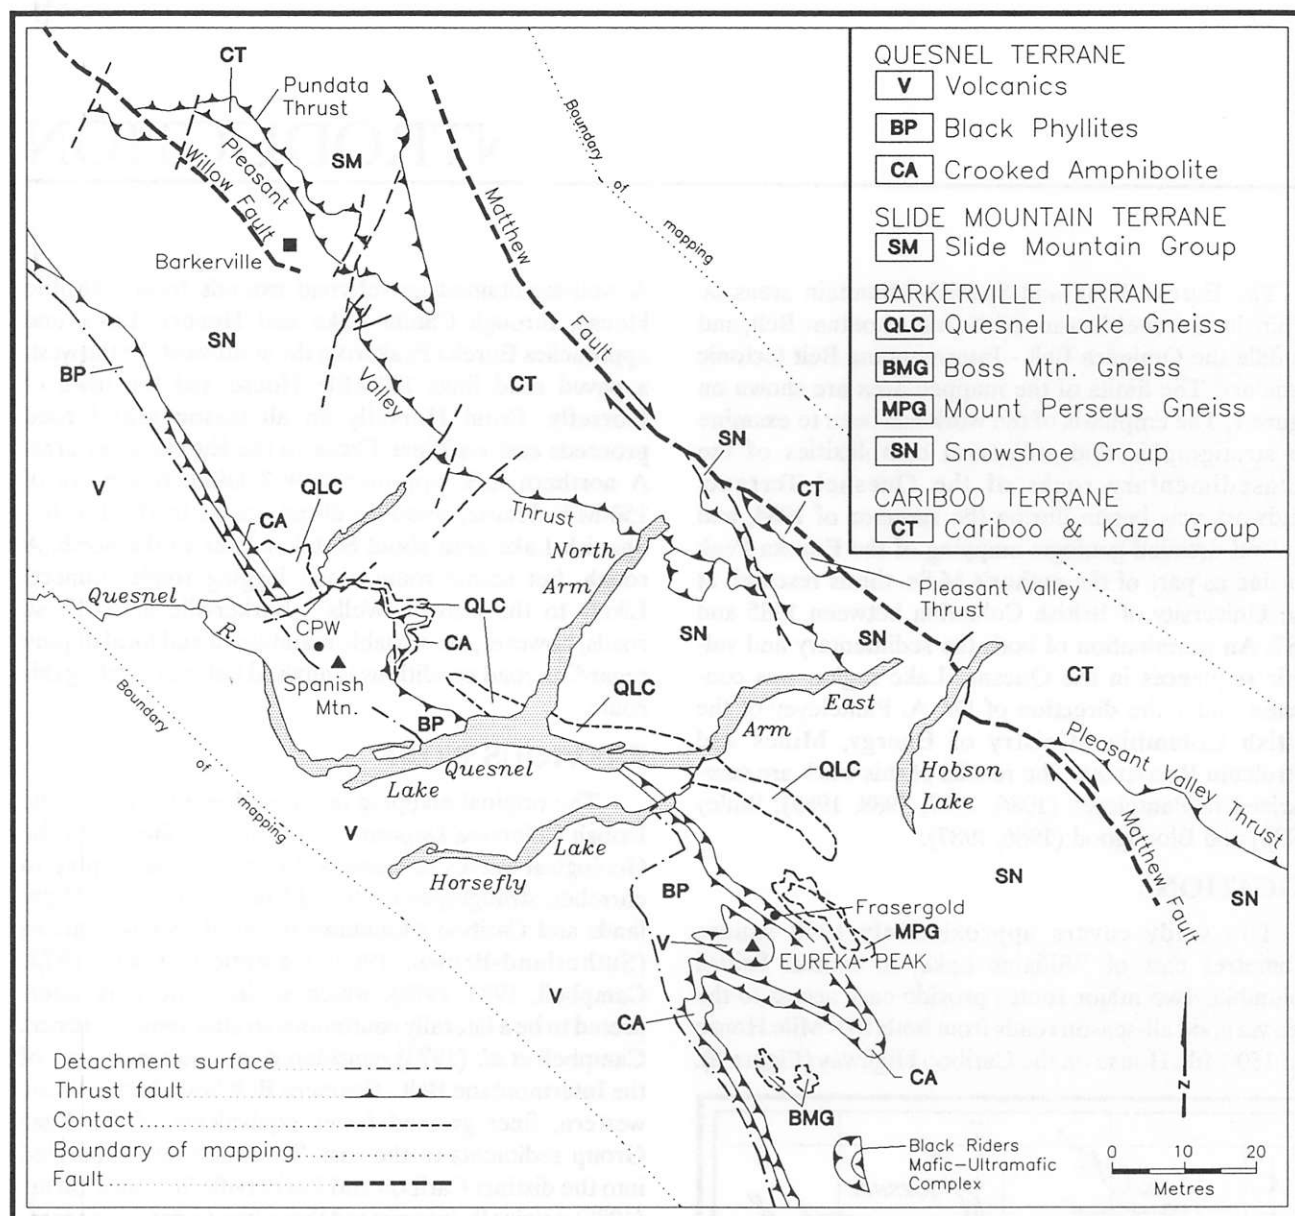 QUESNEL TERRANE
V Volcanics
BP Black Phyllites
CA Crooked Amphibolite
SLIDE MOUNTAIN TERRANE
SM Slide Mountain Group
BARKERVILLE TERRANE
QLC Quesnel Lake Gneiss
BMG Boss Mtn. Gneiss
MPG Mount Perseus Gneiss
SN Snowshoe Group
CARIBOO TERRANE
CT Cariboo & Kaza Group
CT
Pundata
Thrust
Boundary
of
mapping
SM
Willow
Fault
Pleasant
Valley
Thrust
Matthew
Fault
Barkerville
SN
BP
CT
SN
V
QLC
CA
CT
North
Arm
Quesnel
R.
CPW
QLC
CA
Pleasant Valley
Thrust
SN
SN
CT
Spanish
Mtn.
QLC
East
Arm
BP
Boundary
of
mapping
Quesnel
Lake
QLC
Hobson
Lake
Pleasant
Valley
Thrust
Matthew
Fault
V
Lake
Horsefly
SN
SN
BP
Frasergold
MPG
V
EUREKA PEAK
V
CA
CA
BMG
Detachment surface
Thrust fault
Contact
Boundary of mapping
Fault
Black Riders
Mafic-Ultramafic
Complex
N
0 10 20
Metres